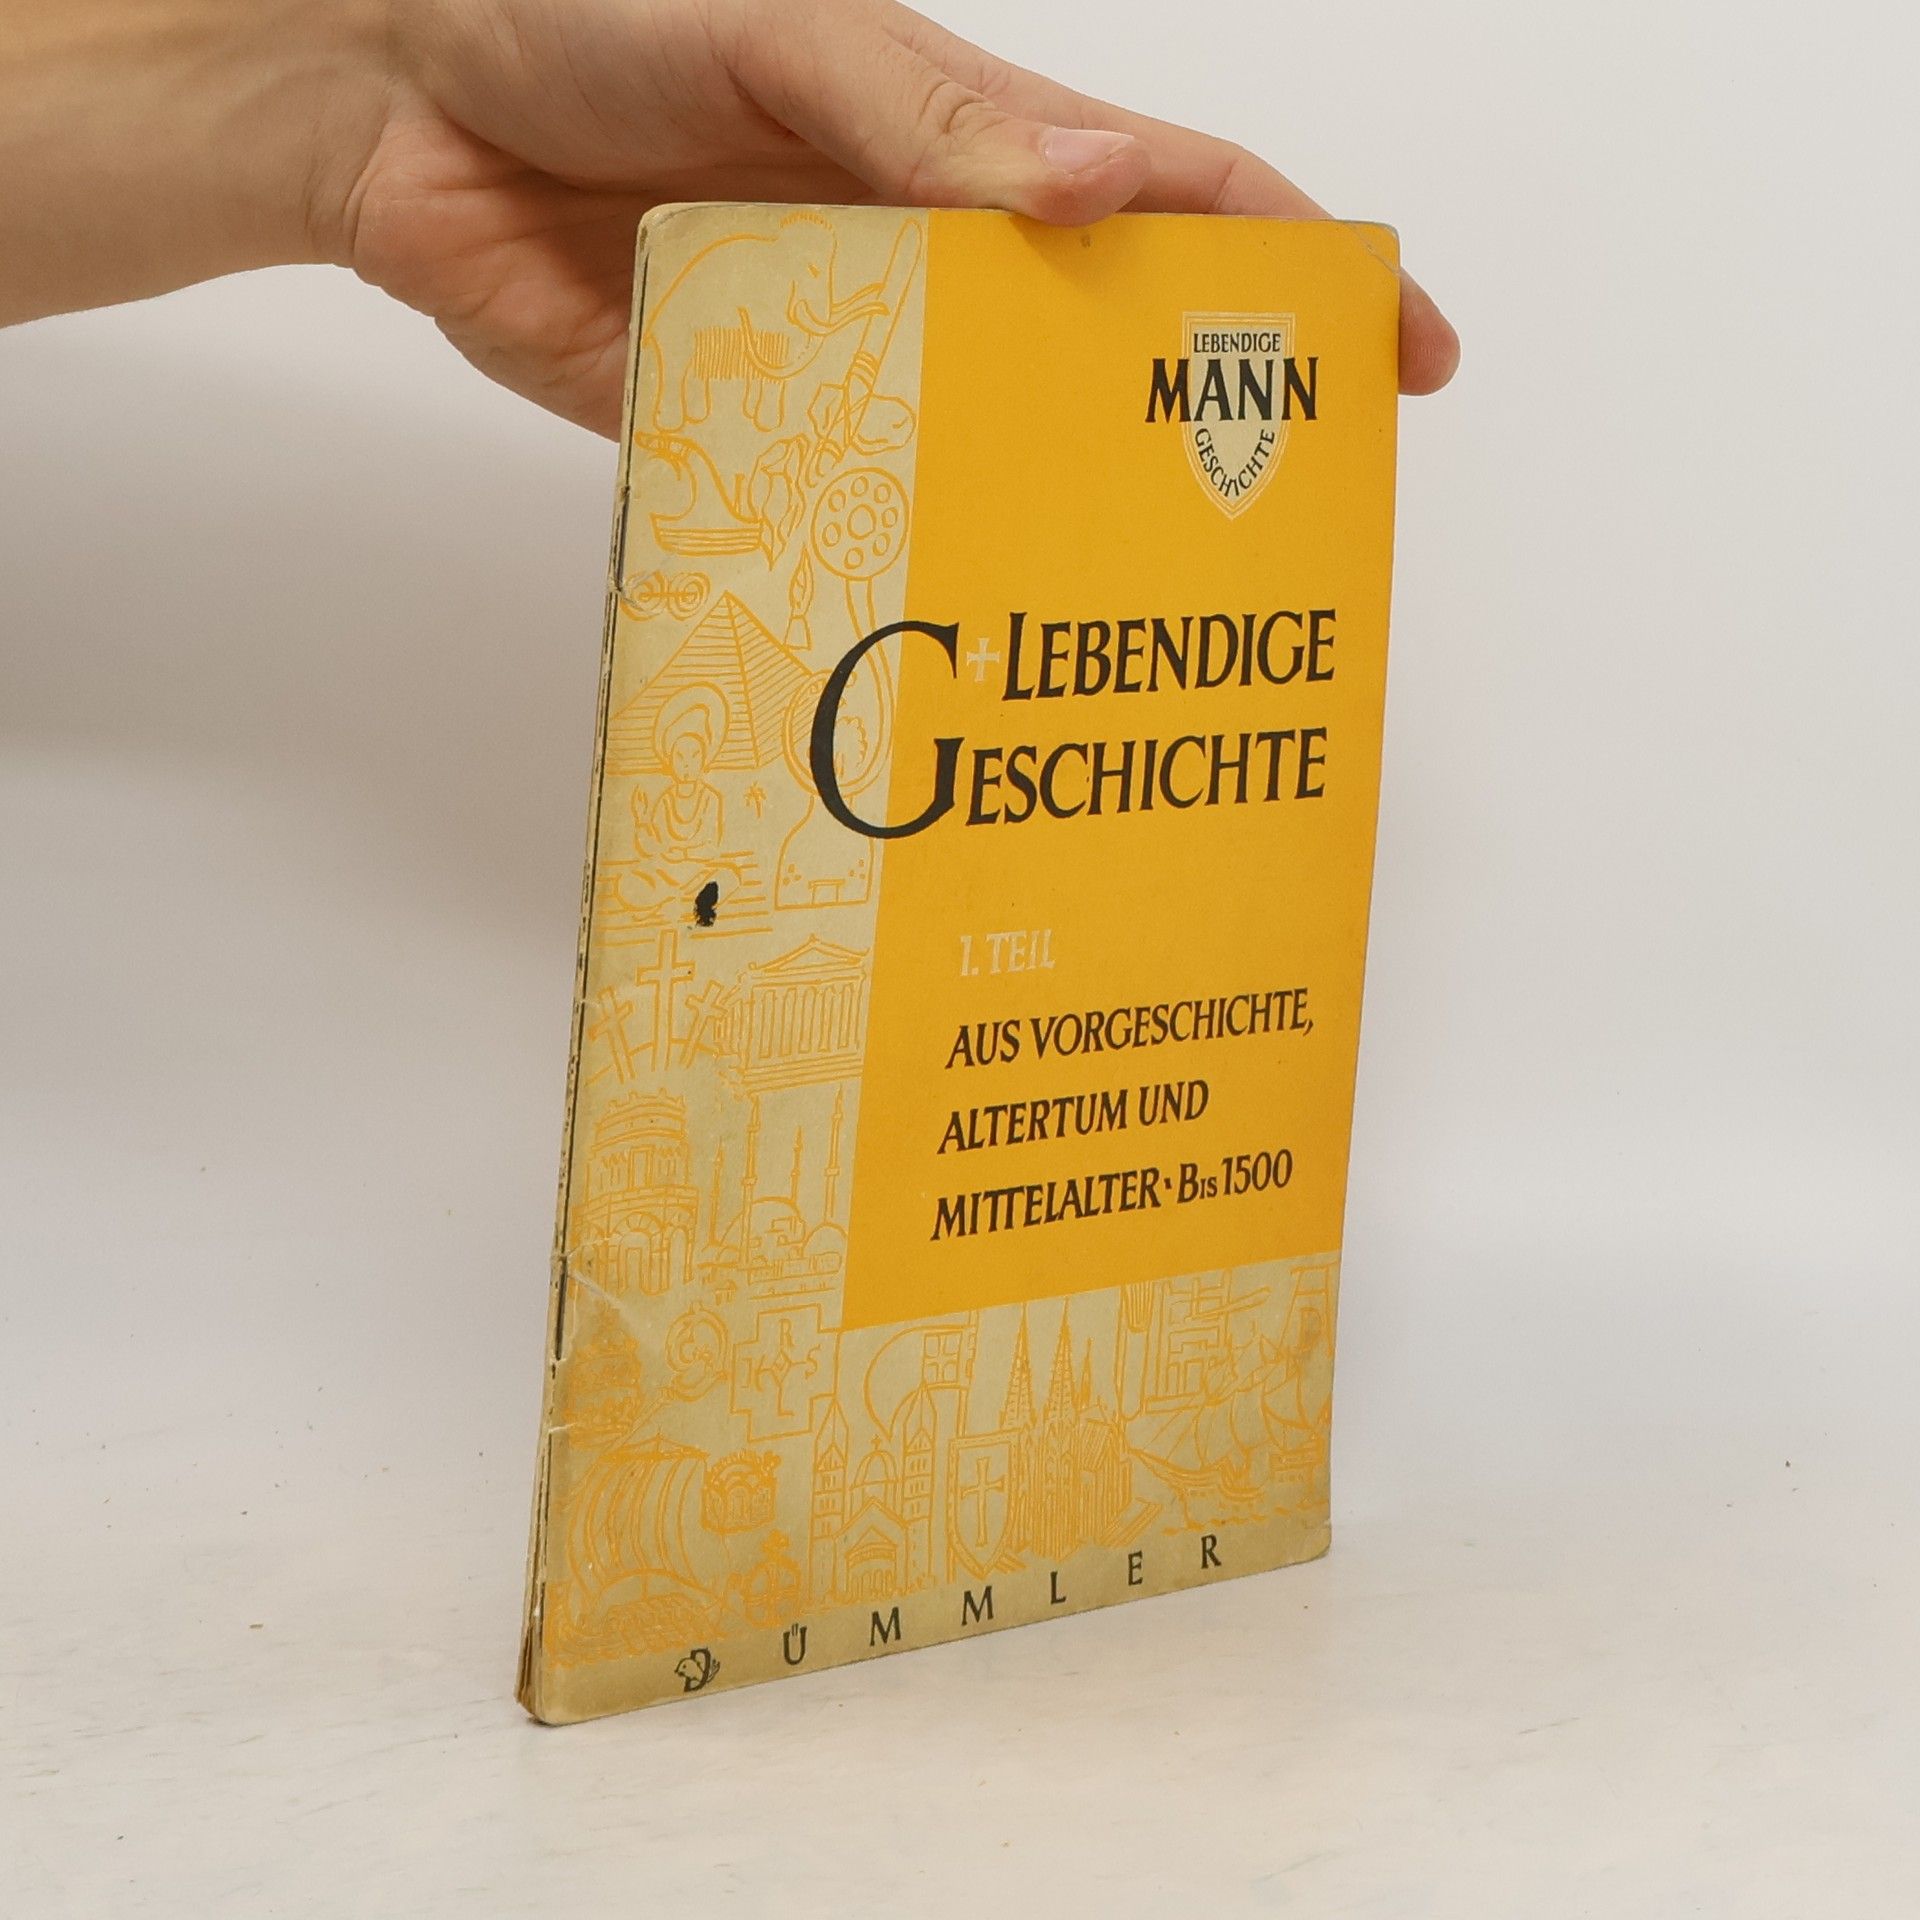 LEBENDIGE
MANN
GESCHICHTE
LEBENDIGE
GESCHICHTE
1. TEIL
AUS VORGESCHICHTE,
ALTERTUM UND
MITTELALTER · BIS 1500
DÜMMLER